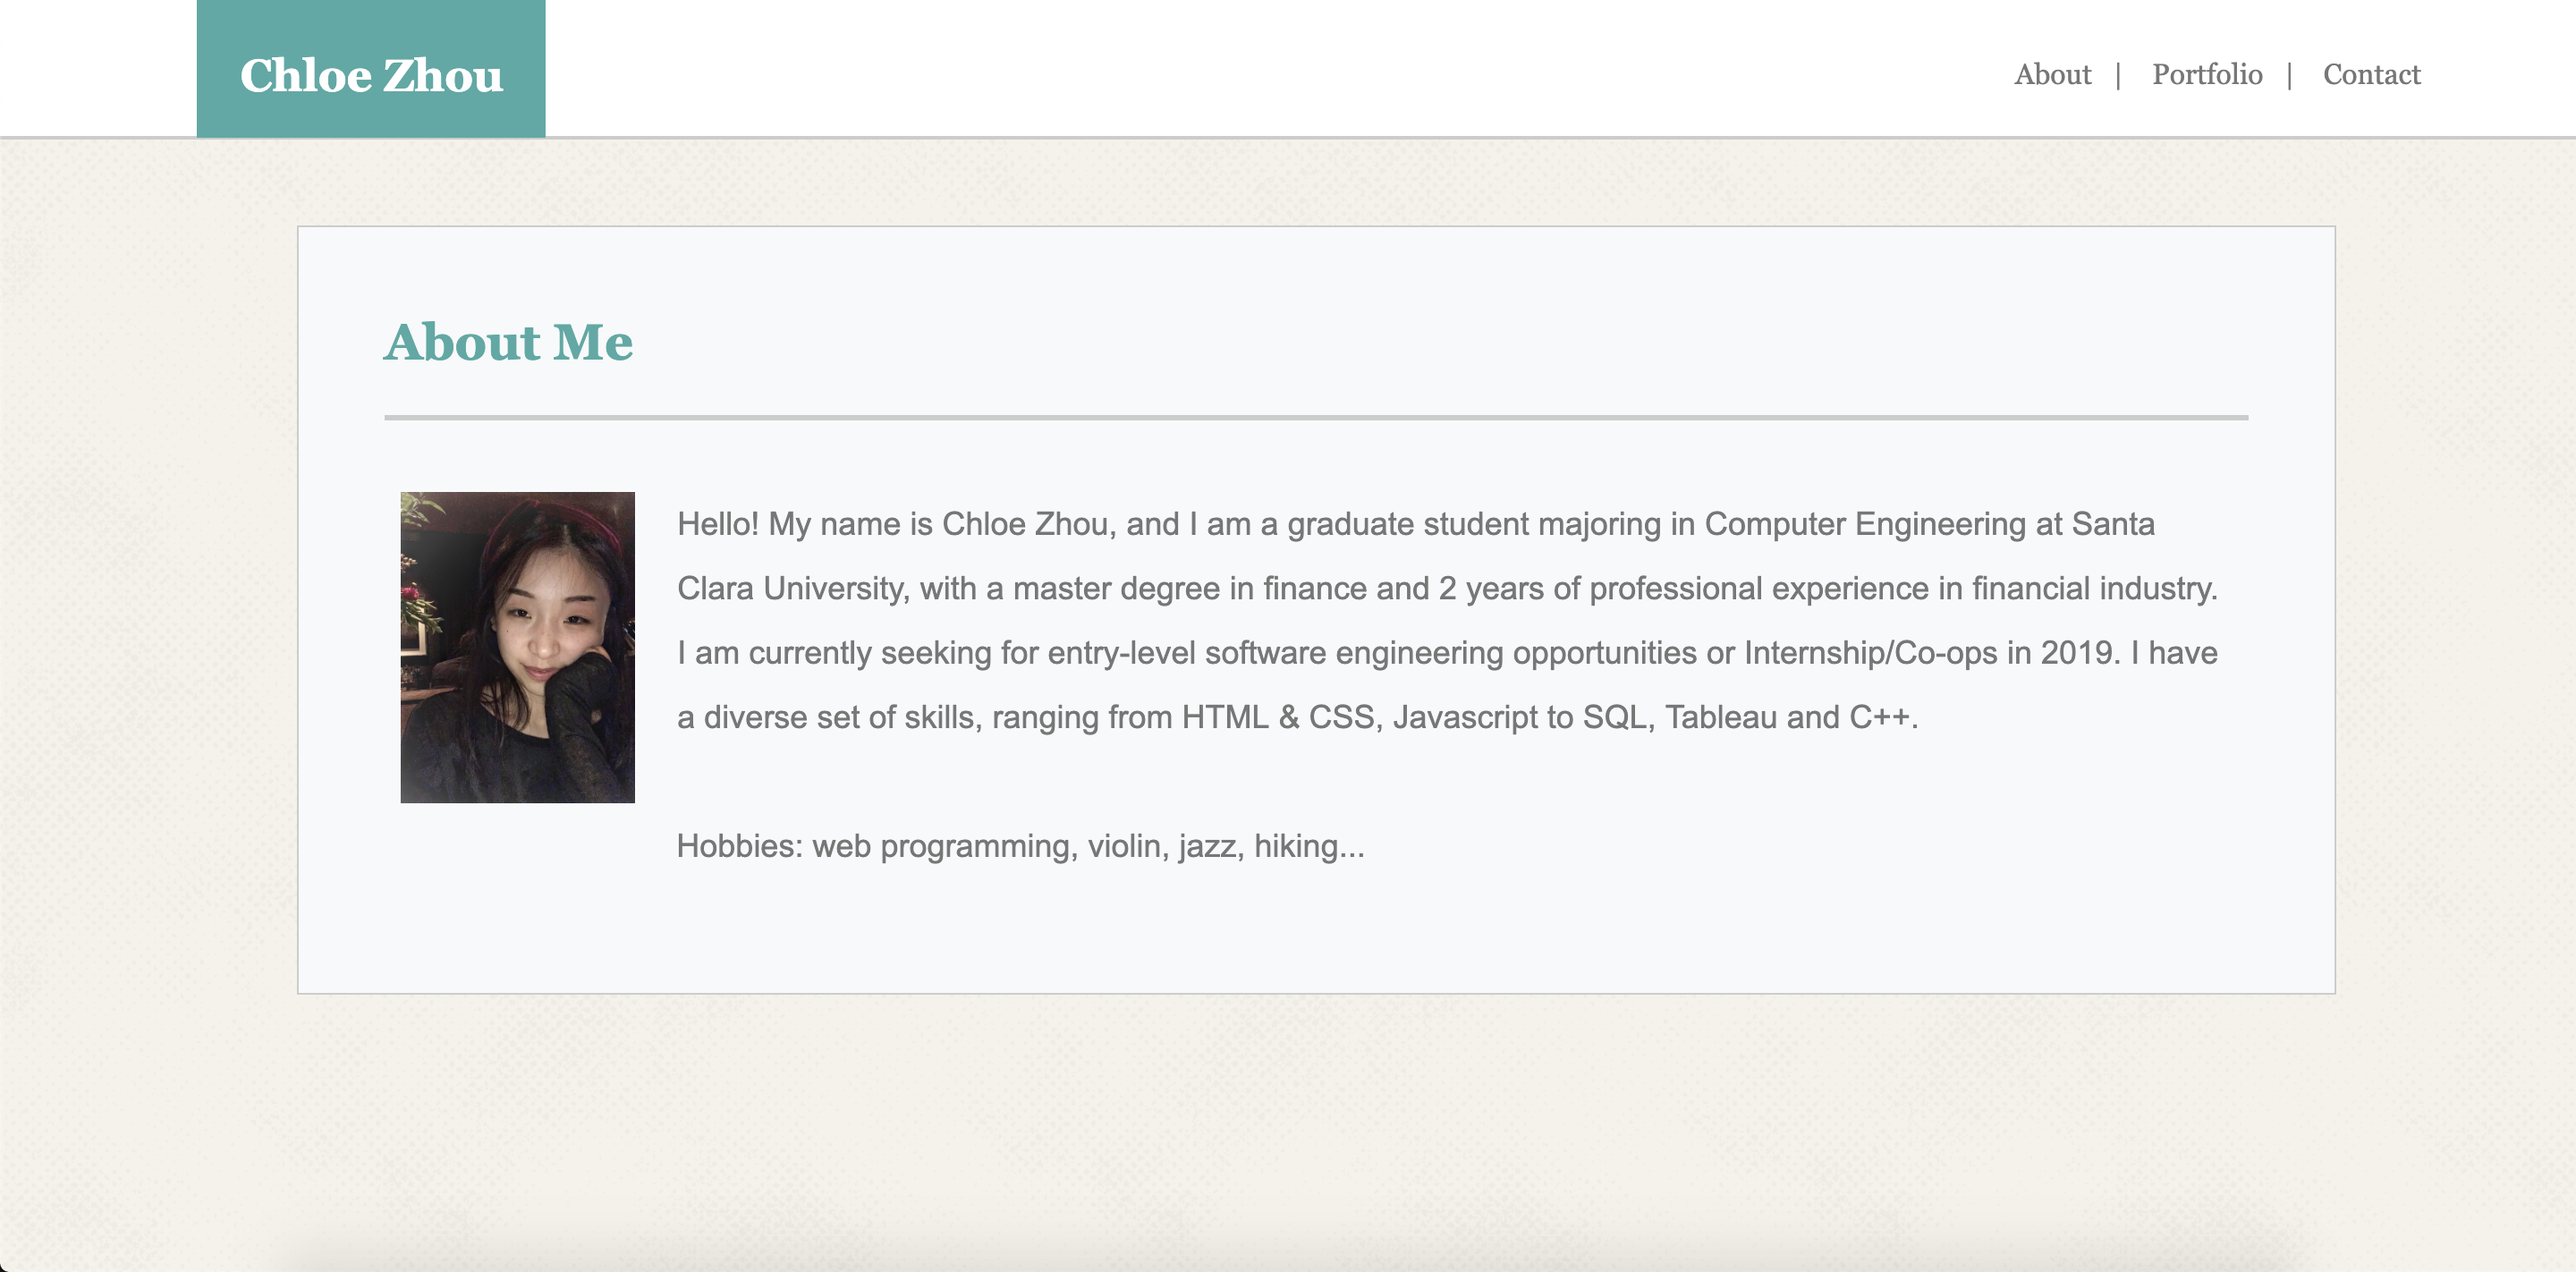 Chloe Zhou
About | Portfolio | Contact
About Me
Hello! My name is Chloe Zhou, and I am a graduate student majoring in Computer Engineering at Santa
Clara University, with a master degree in finance and 2 years of professional experience in financial industry.
I am currently seeking for entry-level software engineering opportunities or Internship/Co-ops in 2019. I have
a diverse set of skills, ranging from HTML & CSS, Javascript to SQL, Tableau and C++.
Hobbies: web programming, violin, jazz, hiking...